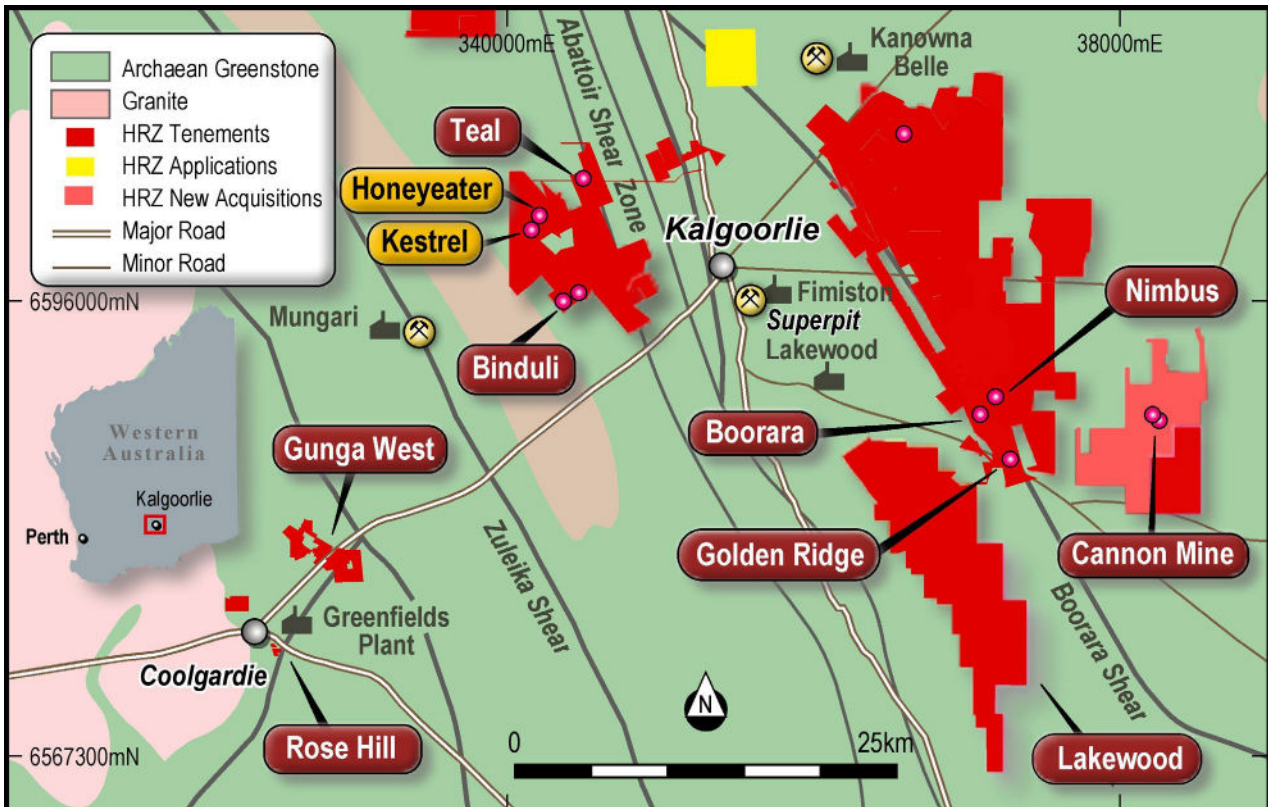 Archaean Greenstone
Granite
HRZ Tenements
HRZ Applications
HRZ New Acquisitions
Major Road
Minor Road
340000mE
38000mE
Abattoir Shear Zone
Kanowna
Belle
Teal
Honeyeater
Kestrel
Kalgoorlie
6596000mN
Mungari
Fimiston
Superpit
Lakewood
Nimbus
Binduli
Boorara
Western
Australia
Kalgoorlie
Perth
Gunga West
Zuleika Shear
Golden Ridge
Cannon Mine
Boorara Shear
Greenfields
Plant
Coolgardie
Rose Hill
N
0
25km
Lakewood
6567300mN